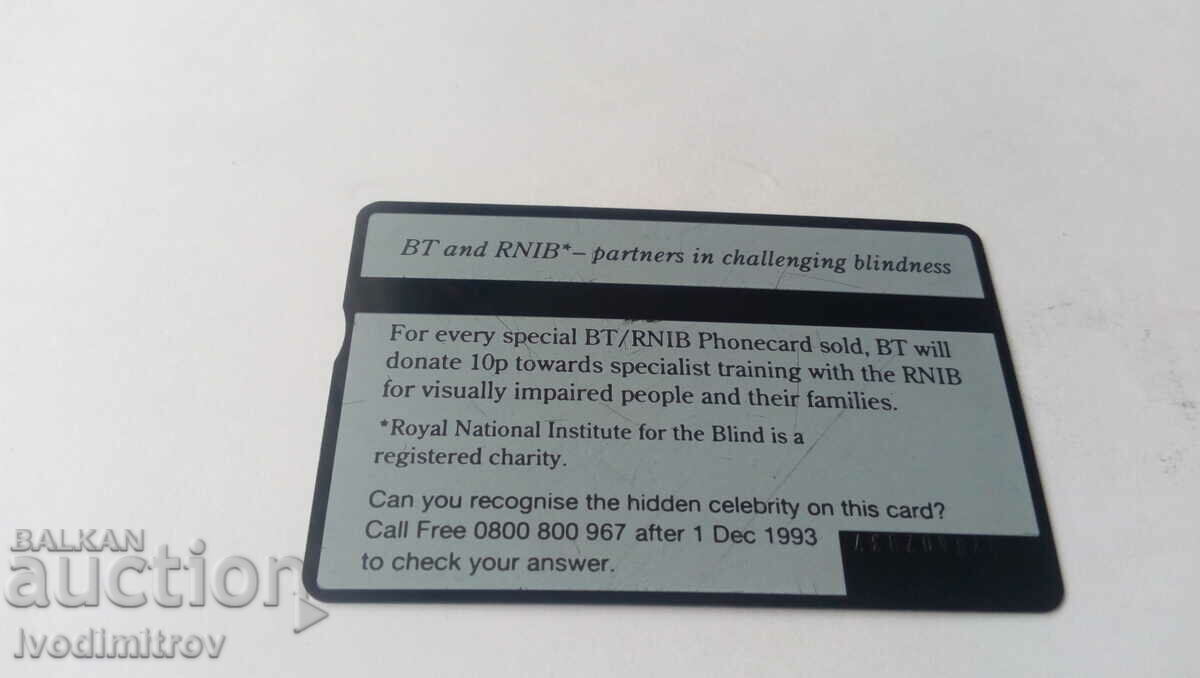 BT and RNIB*– partners in challenging blindness
For every special BT/RNIB Phonecard sold, BT will
donate 10p towards specialist training with the RNIB
for visually impaired people and their families.
*Royal National Institute for the Blind is a
registered charity.
Can you recognise the hidden celebrity on this card?
Call Free 0800 800 967 after 1 Dec 1993
to check your answer.
BALKAN
auction
Ivodimitrov